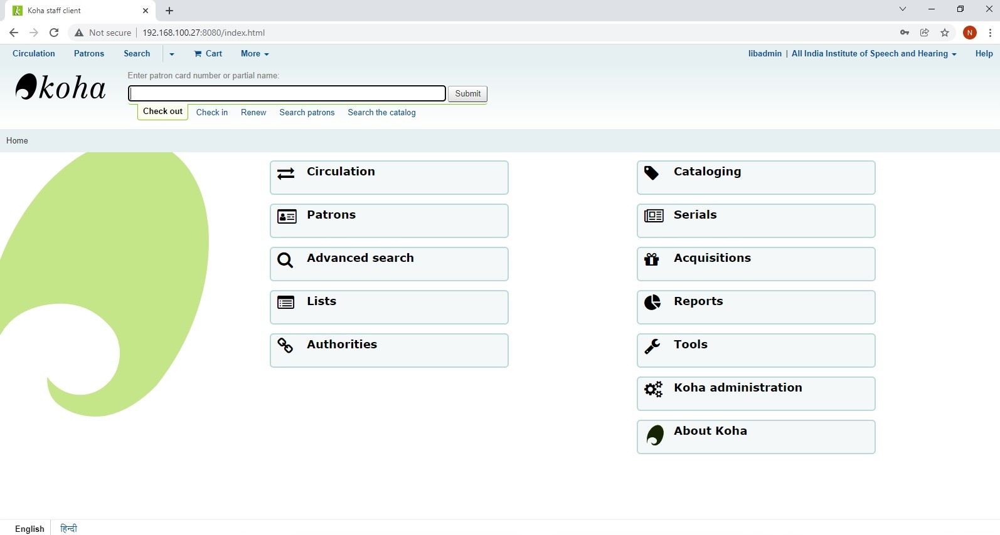 Koha staff client
Not secure 192.168.100.27:8080/index.html N
Circulation Patrons Search Cart More libadmin | All India Institute of Speech and Hearing Help
koha
Enter patron card number or partial name:
Submit
Check out Check in Renew Search patrons Search the catalog
Home
Circulation
Patrons
Advanced search
Lists
Authorities
Cataloging
Serials
Acquisitions
Reports
Tools
Koha administration
About Koha
English हिन्दी